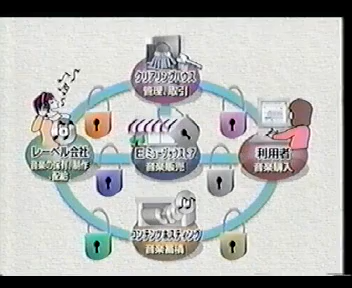 クリアリングハウス
管理/取引
レーベル会社
音楽の権利/制作
/配給
E-ミュージックストア
音楽販売
利用者
音楽購入
コンテンツホスティング
音楽蓄積